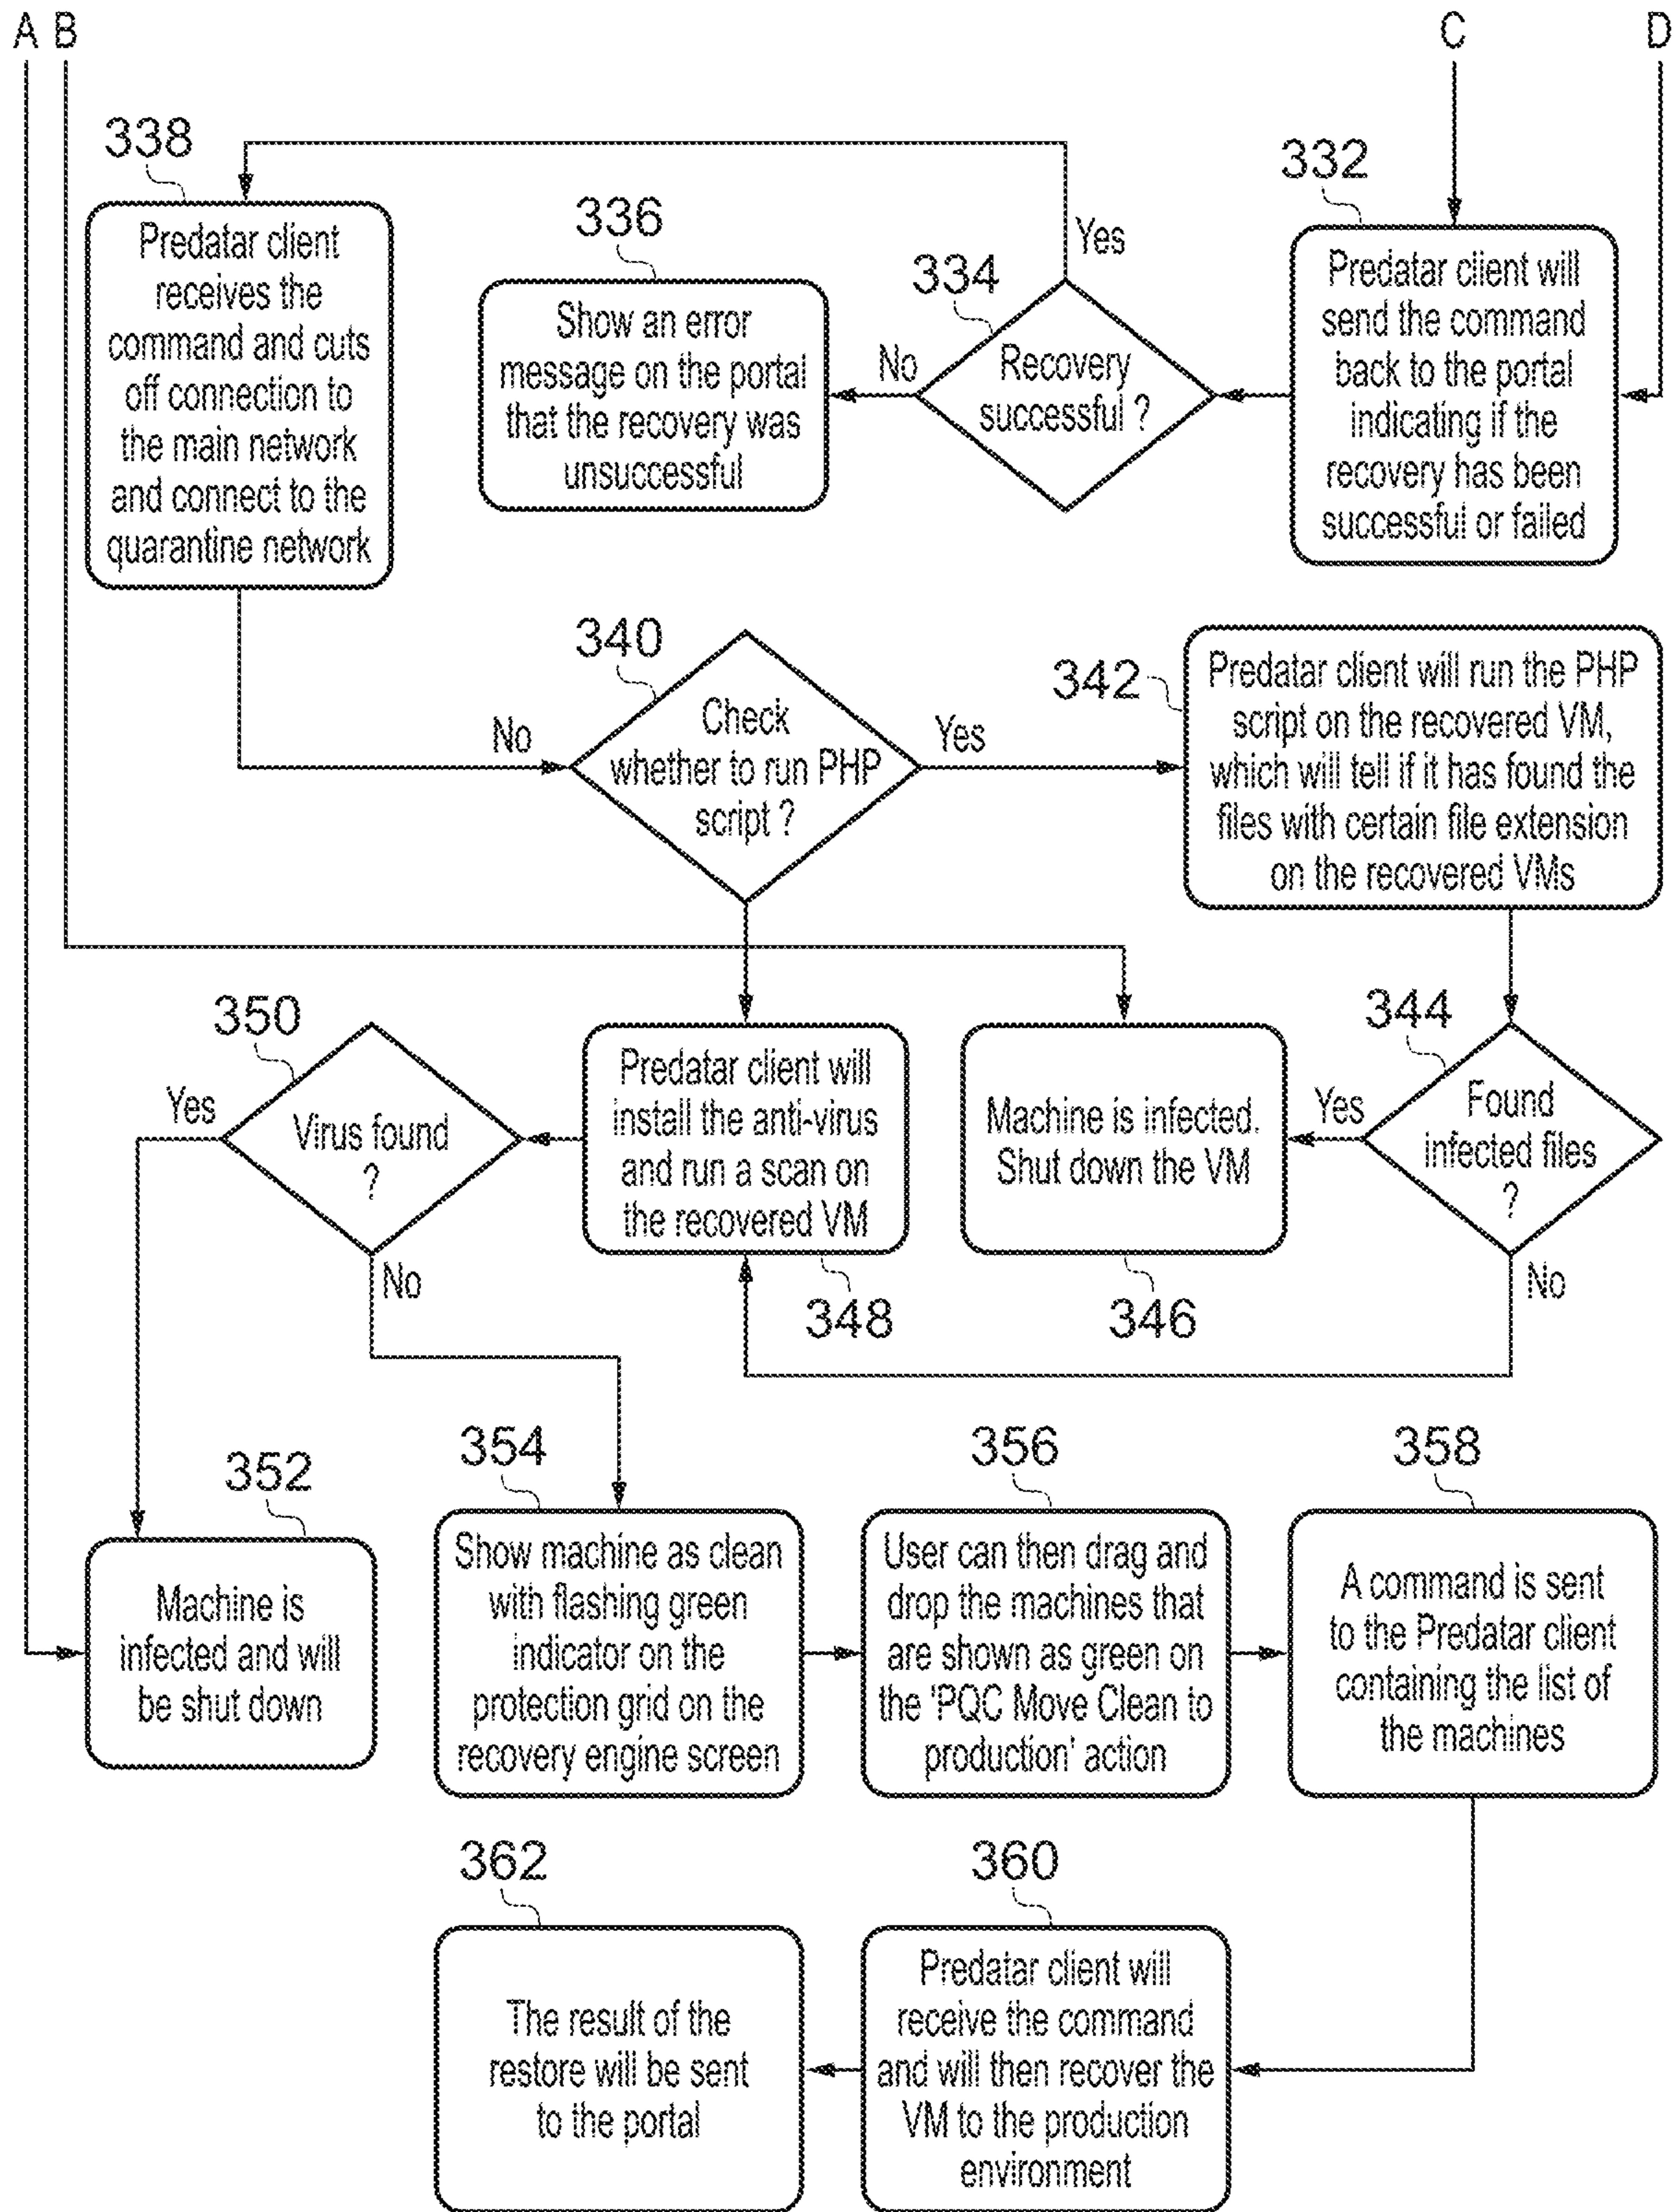 A B C D
338
Predatar client
receives the
command and cuts
off connection to
the main network
and connect to the
quarantine network
336
Show an error
message on the portal
that the recovery was
unsuccessful
334
Recovery
successful ?
Yes
No
332
Predatar client will
send the command
back to the portal
indicating if the
recovery has been
successful or failed
340
Check
whether to run PHP
script ?
No
Yes
342
Predatar client will run the PHP
script on the recovered VM,
which will tell if it has found the
files with certain file extension
on the recovered VMs
350
Virus found
?
Yes
No
Predatar client will
install the anti-virus
and run a scan on
the recovered VM
348
Machine is infected.
Shut down the VM
346
344
Found
infected files
?
Yes
No
352
Machine is
infected and will
be shut down
354
Show machine as clean
with flashing green
indicator on the
protection grid on the
recovery engine screen
356
User can then drag and
drop the machines that
are shown as green on
the 'PQC Move Clean to
production' action
358
A command is sent
to the Predatar client
containing the list of
the machines
362
The result of the
restore will be sent
to the portal
360
Predatar client will
receive the command
and will then recover the
VM to the production
environment